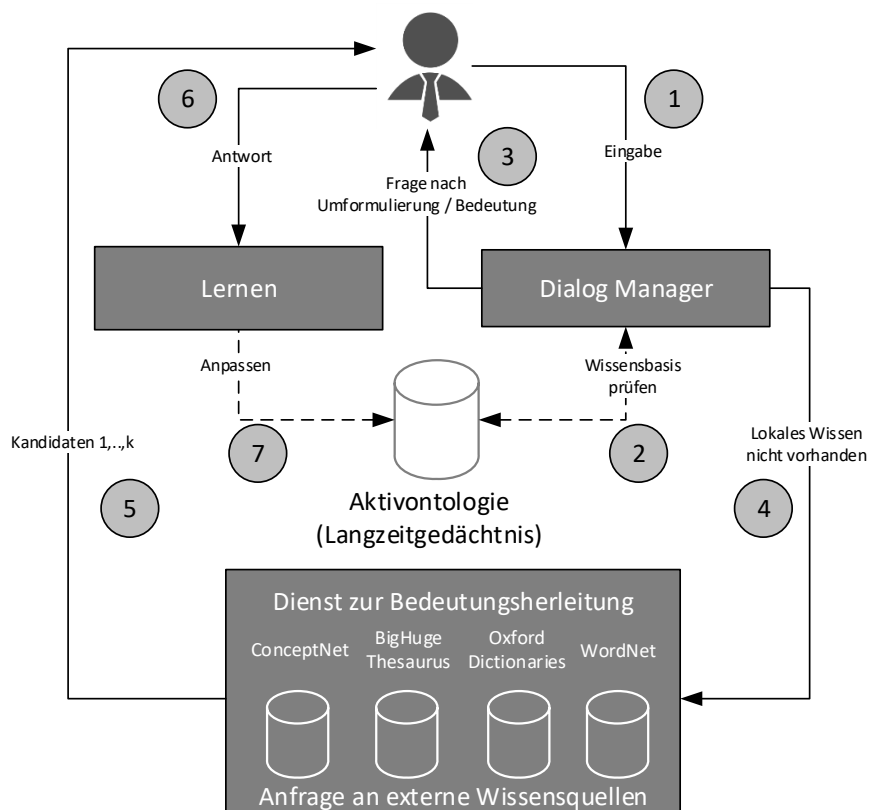 6
1
Antwort
3
Eingabe
Frage nach
Umformulierung / Bedeutung
Lernen
Dialog Manager
Anpassen
Wissensbasis
prüfen
Kandidaten 1,..,k
7
2
Lokales Wissen
nicht vorhanden
5
Aktivontologie
(Langzeitgedächtnis)
4
Dienst zur Bedeutungsherleitung
ConceptNet
BigHuge
Thesaurus
Oxford
Dictionaries
WordNet
Anfrage an externe Wissensquellen